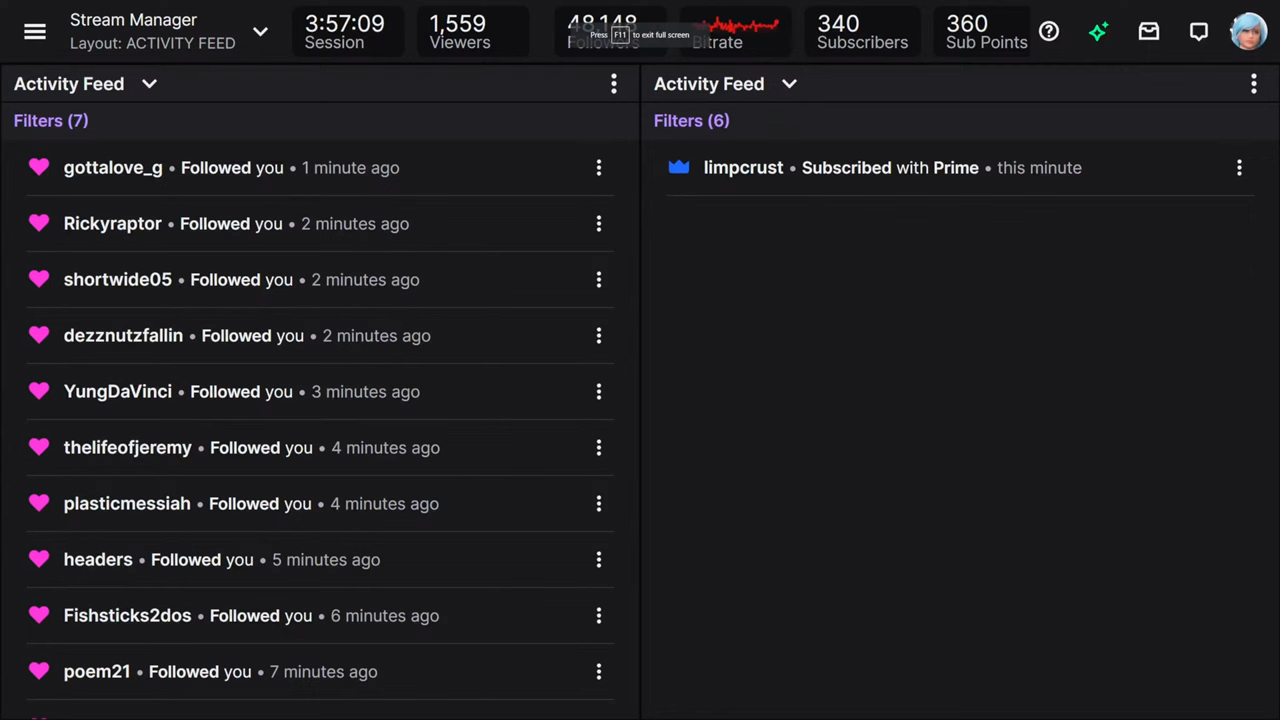 Stream Manager
Layout: ACTIVITY FEED
3:57:09
Session
1,559
Viewers
48,148
Followers
Press F11 to exit full screen
Bitrate
340
Subscribers
360
Sub Points
Activity Feed
Filters (7)
gottalove_g • Followed you • 1 minute ago
Rickyraptor • Followed you • 2 minutes ago
shortwide05 • Followed you • 2 minutes ago
dezznutzfallin • Followed you • 2 minutes ago
YungDaVinci • Followed you • 3 minutes ago
thelifeofjeremy • Followed you • 4 minutes ago
plasticmessiah • Followed you • 4 minutes ago
headers • Followed you • 5 minutes ago
Fishsticks2dos • Followed you • 6 minutes ago
poem21 • Followed you • 7 minutes ago
Activity Feed
Filters (6)
limpcrust • Subscribed with Prime • this minute